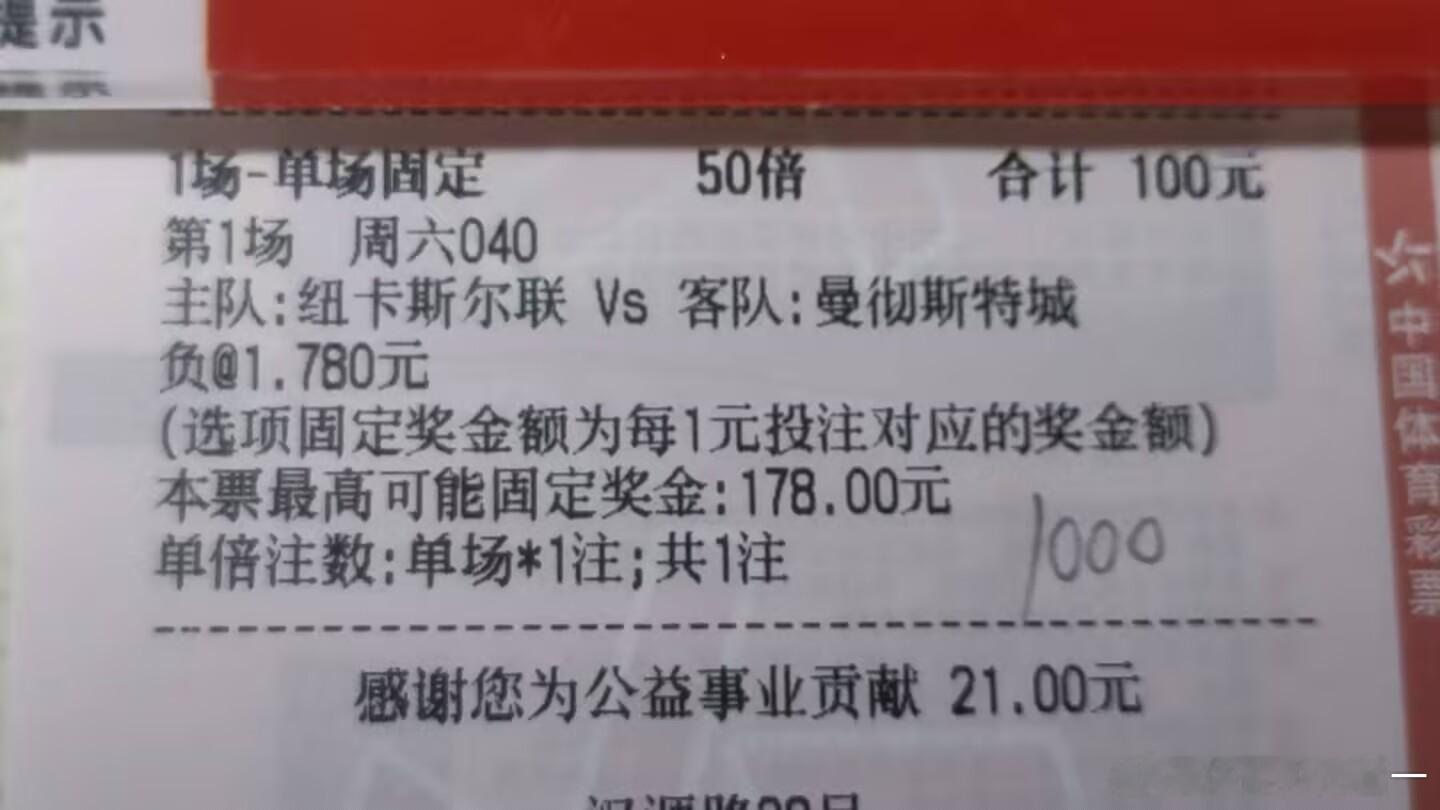 提示
1场-单场固定 50倍 合计 100元
第1场 周六040
主队:纽卡斯尔联 Vs 客队:曼彻斯特城
负@1.780元
(选项固定奖金额为每1元投注对应的奖金额)
本票最高可能固定奖金:178.00元
单倍注数:单场*1注;共1注
1000
感谢您为公益事业贡献 21.00元
中国体育彩票